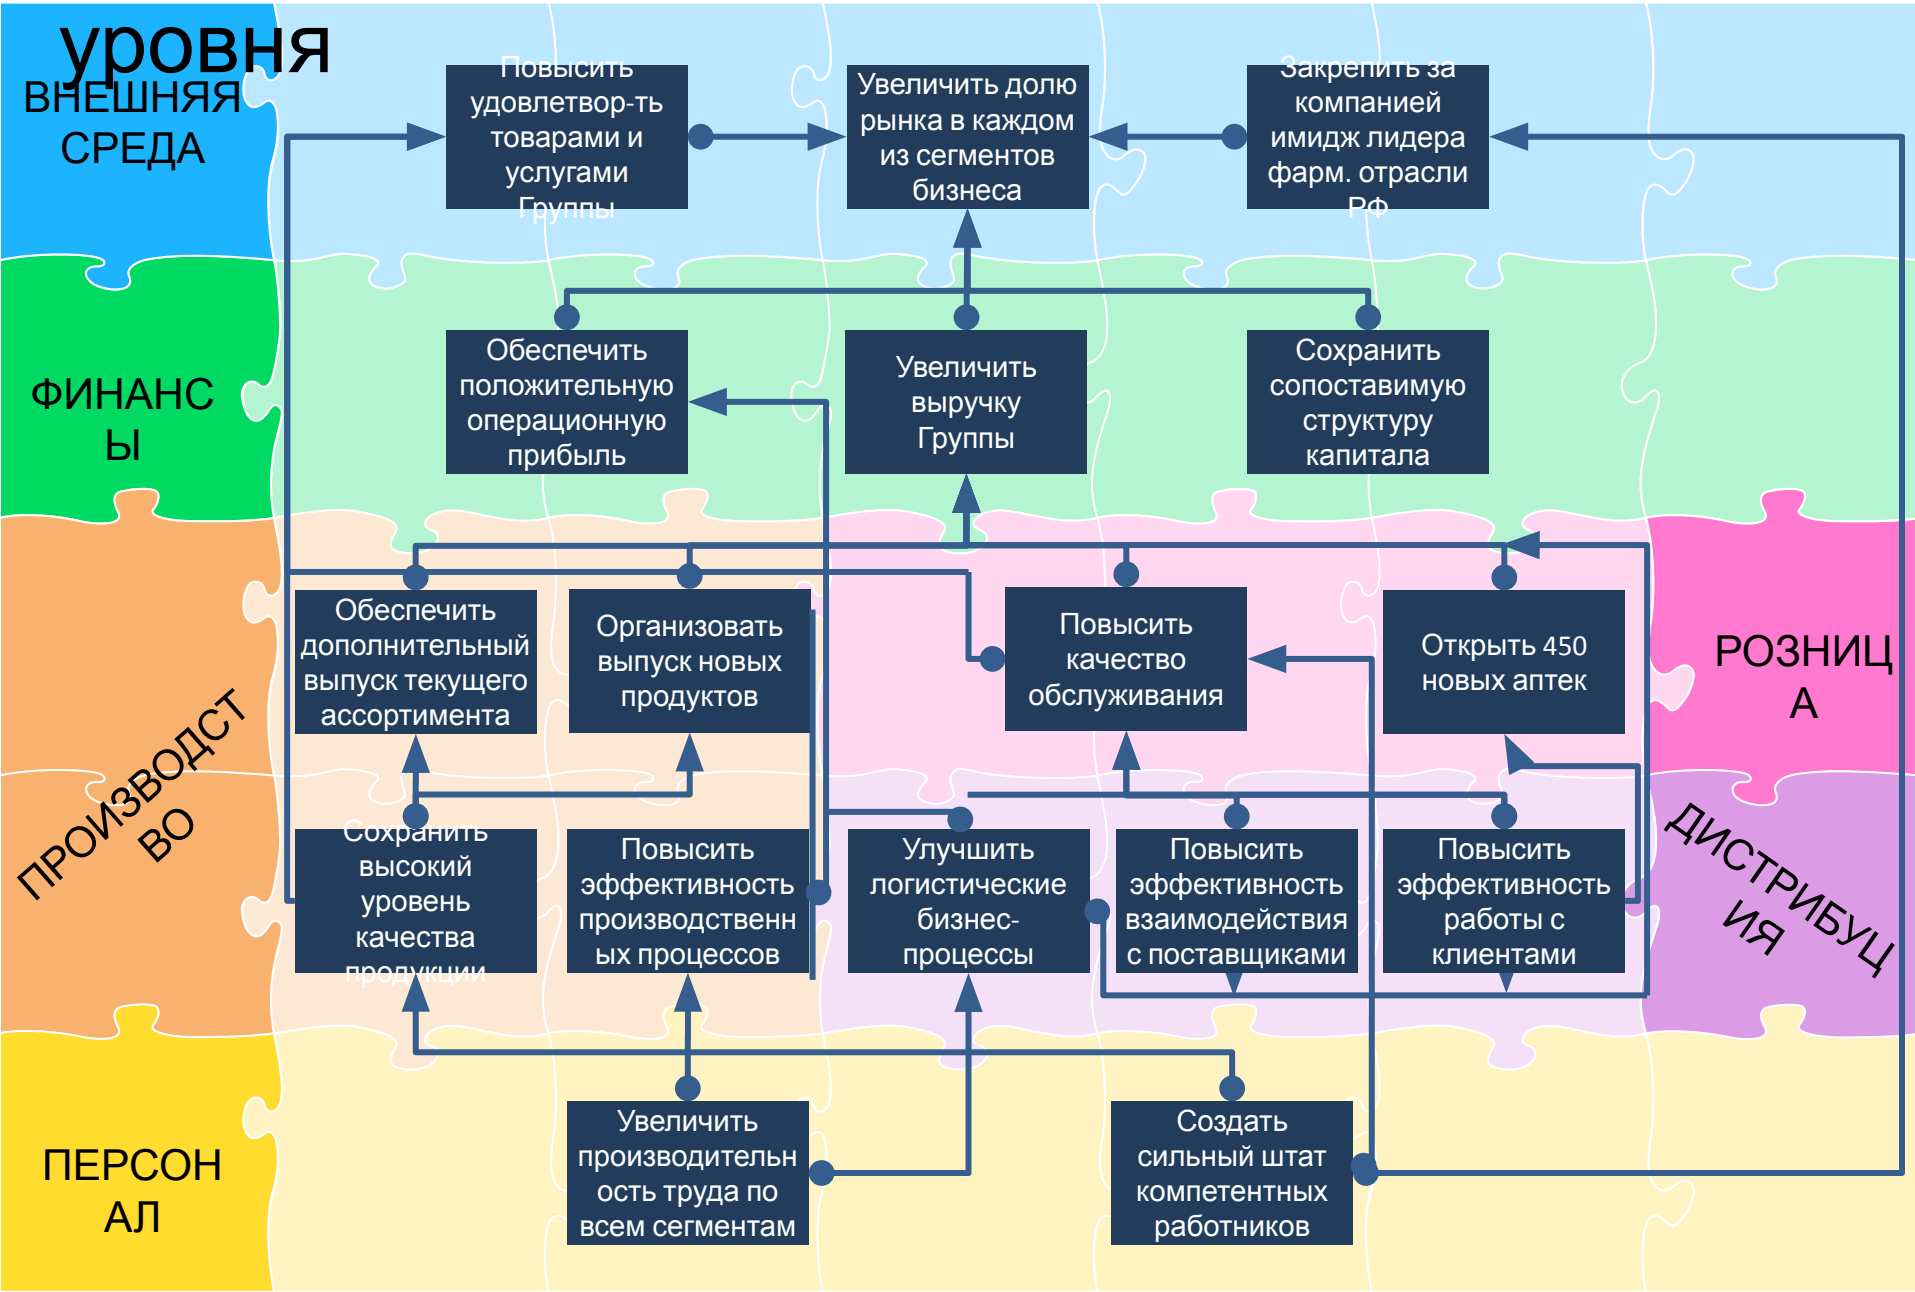 уровня
ВНЕШНЯЯ
СРЕДА
Повысить
удовлетвор-ть
товарами и
услугами
Группы
Увеличить долю
рынка в каждом
из сегментов
бизнеса
Закрепить за
компанией
имидж лидера
фарм. отрасли
РФ
ФИНАНС
Ы
Обеспечить
положительную
операционную
прибыль
Увеличить
выручку
Группы
Сохранить
сопоставимую
структуру
капитала
ПРОИЗВОДСТ
ВО
Обеспечить
дополнительный
выпуск текущего
ассортимента
Организовать
выпуск новых
продуктов
Повысить
качество
обслуживания
Открыть 450
новых аптек
РОЗНИЦ
А
Сохранить
высокий
уровень
качества
продукции
Повысить
эффективность
производственн
ых процессов
Улучшить
логистические
бизнес-
процессы
Повысить
эффективность
взаимодействия
с поставщиками
Повысить
эффективность
работы с
клиентами
ДИСТРИБУЦ
ИЯ
ПЕРСОН
АЛ
Увеличить
производительн
ость труда по
всем сегментам
Создать
сильный штат
компетентных
работников